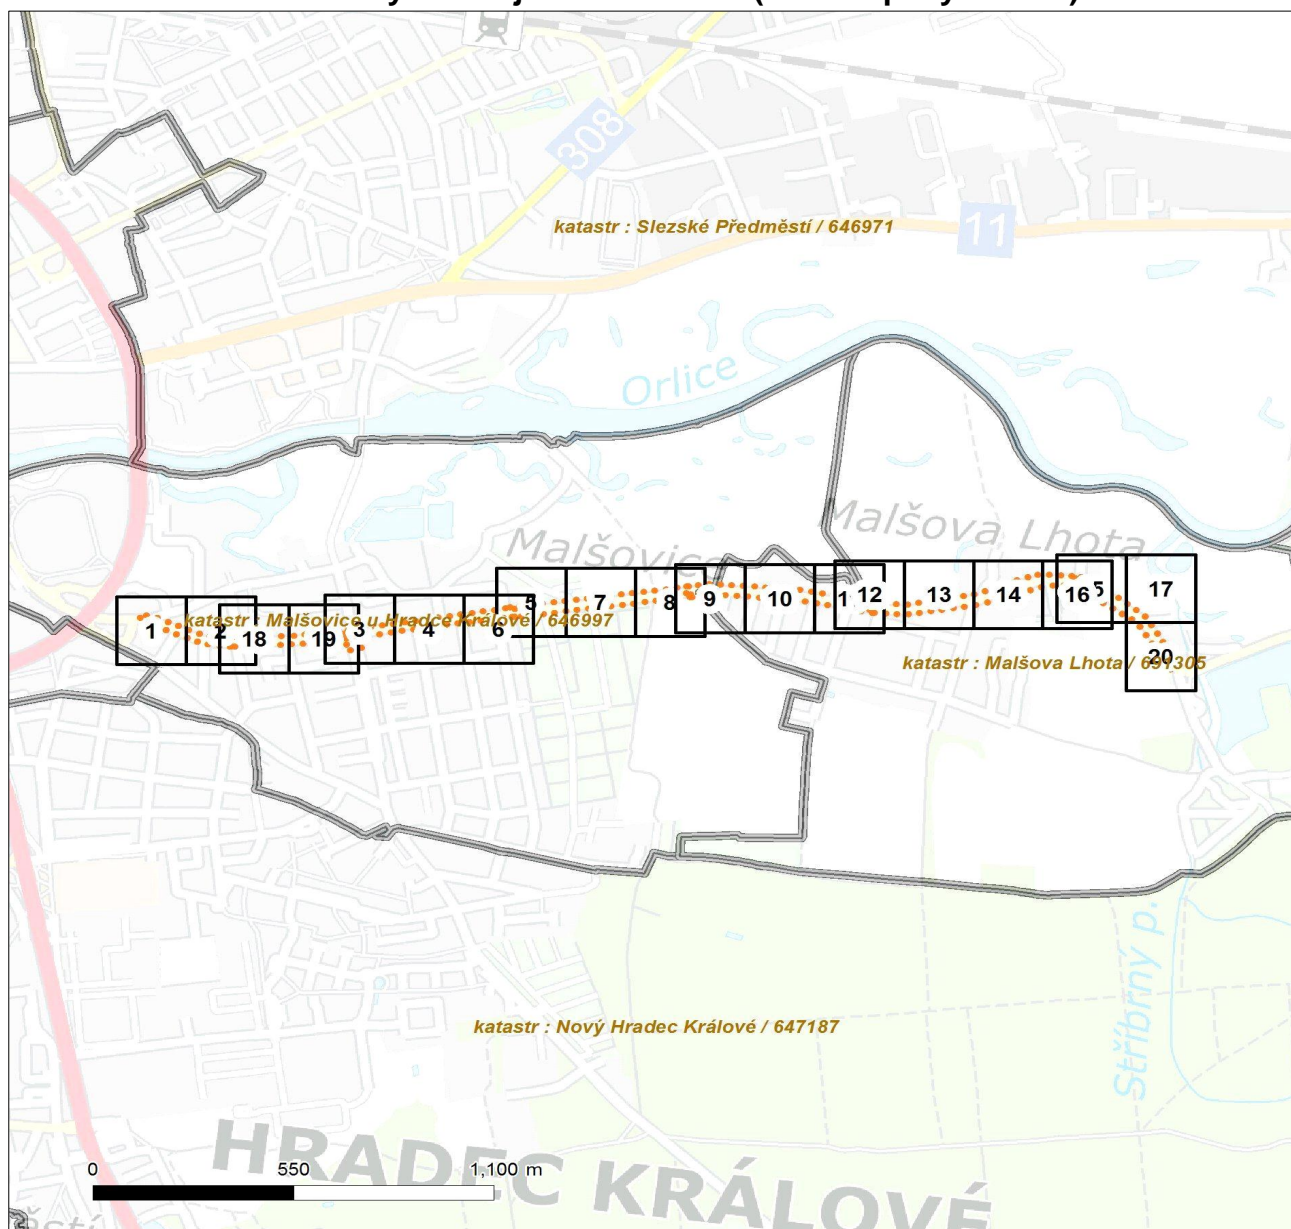 308
katastr : Slezské Předměstí / 646971
11
Orlice
Malšova Lhota
Malšovice
1
2
18
19
3
4
6
5
7
8
9
10
12
13
14
16
17
20
katastr : Malšovice u Hradce Králové / 646997
katastr : Malšova Lhota / 691305
katastr : Nový Hradec Králové / 647187
Stříbrný p.
HRADEC KRÁLOVÉ
0 550 1,100 m